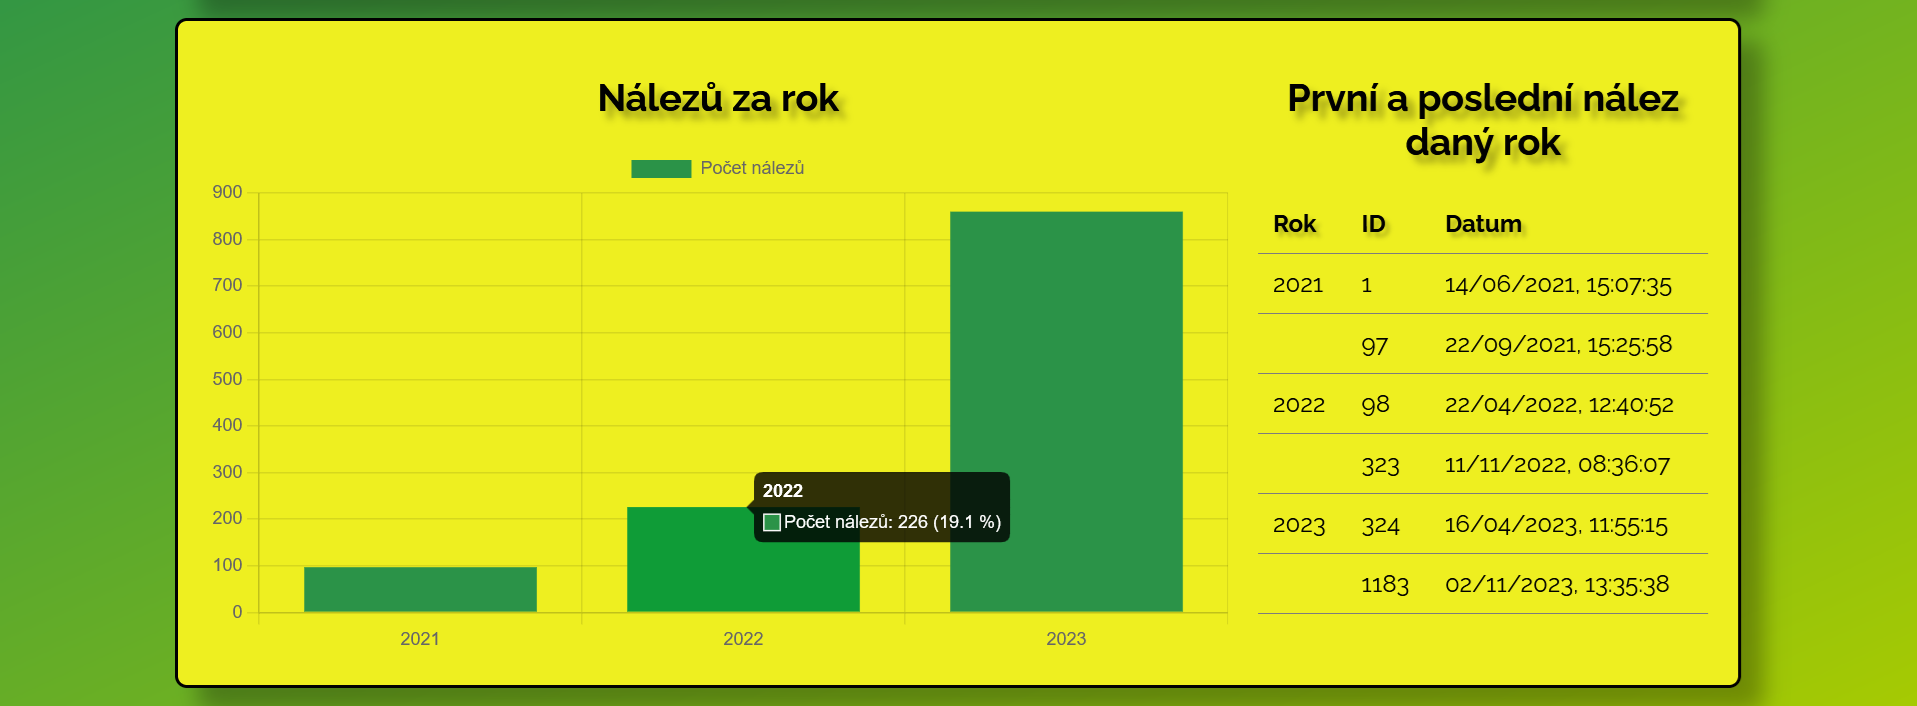 Nálezů za rok
Počet nálezů
900
800
700
600
500
400
300
200
100
0
2021
2022
2023
2022
Počet nálezů: 226 (19.1 %)
První a poslední nález
daný rok
Rok ID Datum
2021 1 14/06/2021, 15:07:35
97 22/09/2021, 15:25:58
2022 98 22/04/2022, 12:40:52
323 11/11/2022, 08:36:07
2023 324 16/04/2023, 11:55:15
1183 02/11/2023, 13:35:38